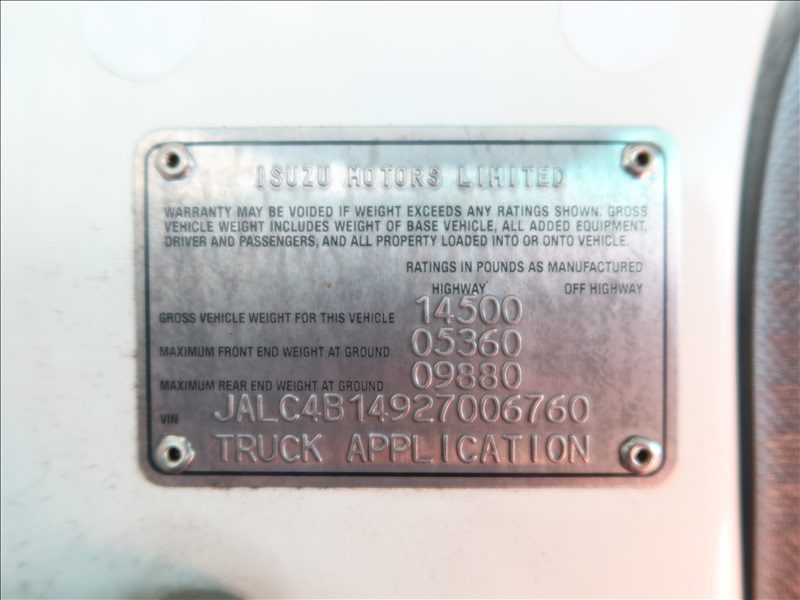 ISUZU MOTORS LIMITED
WARRANTY MAY BE VOIDED IF WEIGHT EXCEEDS ANY RATINGS SHOWN. GROSS
VEHICLE WEIGHT INCLUDES WEIGHT OF BASE VEHICLE, ALL ADDED EQUIPMENT,
DRIVER AND PASSENGERS, AND ALL PROPERTY LOADED INTO OR ONTO VEHICLE.
RATINGS IN POUNDS AS MANUFACTURED
HIGHWAY OFF HIGHWAY
GROSS VEHICLE WEIGHT FOR THIS VEHICLE 14500
MAXIMUM FRONT END WEIGHT AT GROUND 05360
MAXIMUM REAR END WEIGHT AT GROUND 09880
VIN JALC4B14927006760
TRUCK APPLICATION